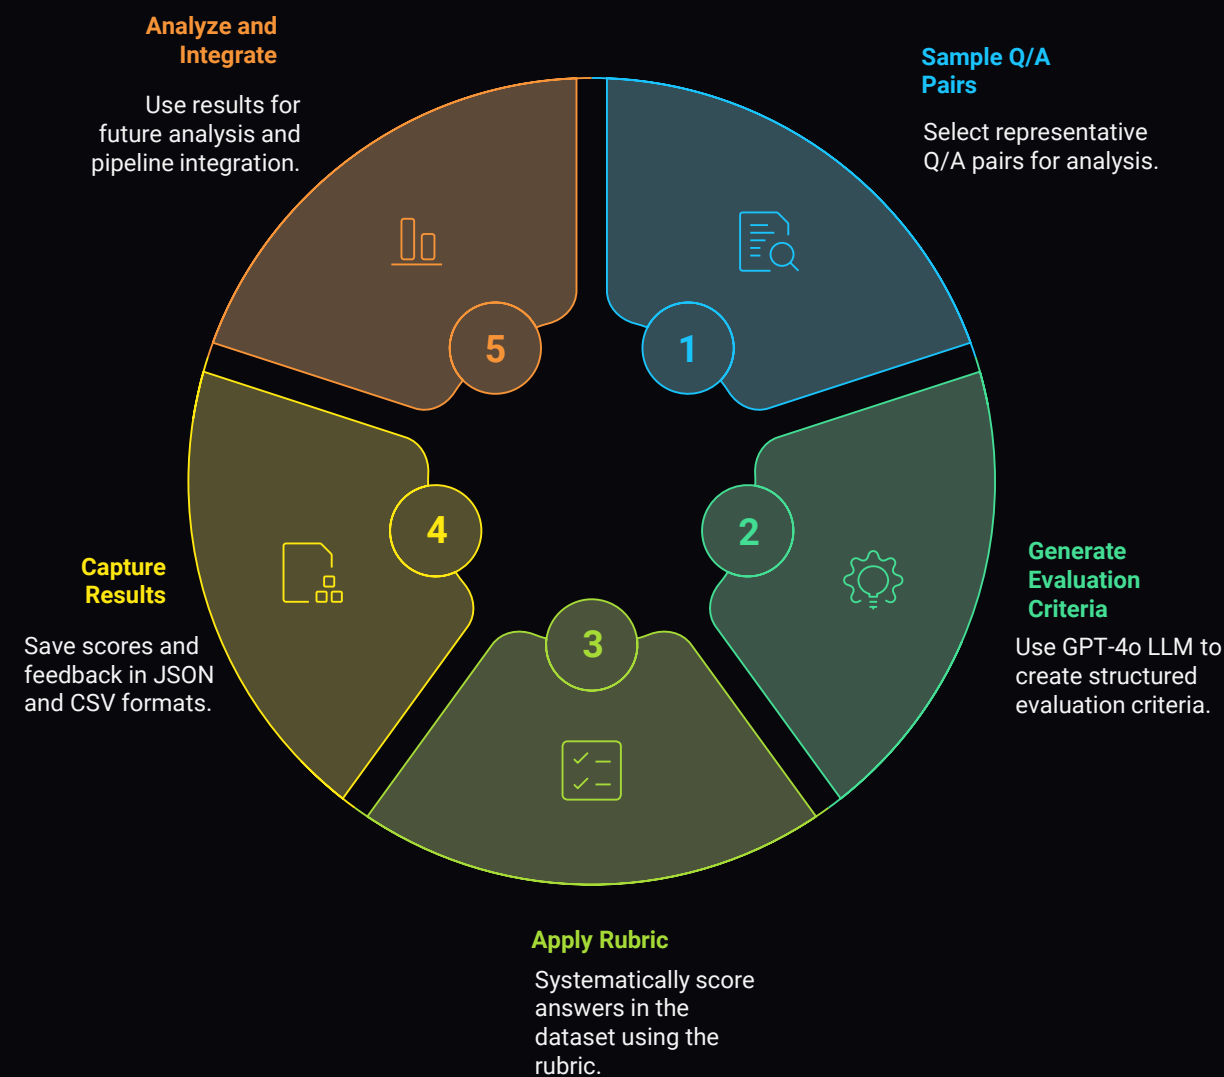 Sample Q/A
Pairs
Select representative
Q/A pairs for analysis.
1
Generate
Evaluation
Criteria
Use GPT-4o LLM to
create structured
evaluation criteria.
2
Apply Rubric
Systematically score
answers in the
dataset using the
rubric.
3
Capture
Results
Save scores and
feedback in JSON
and CSV formats.
4
Analyze and
Integrate
Use results for
future analysis and
pipeline integration.
5